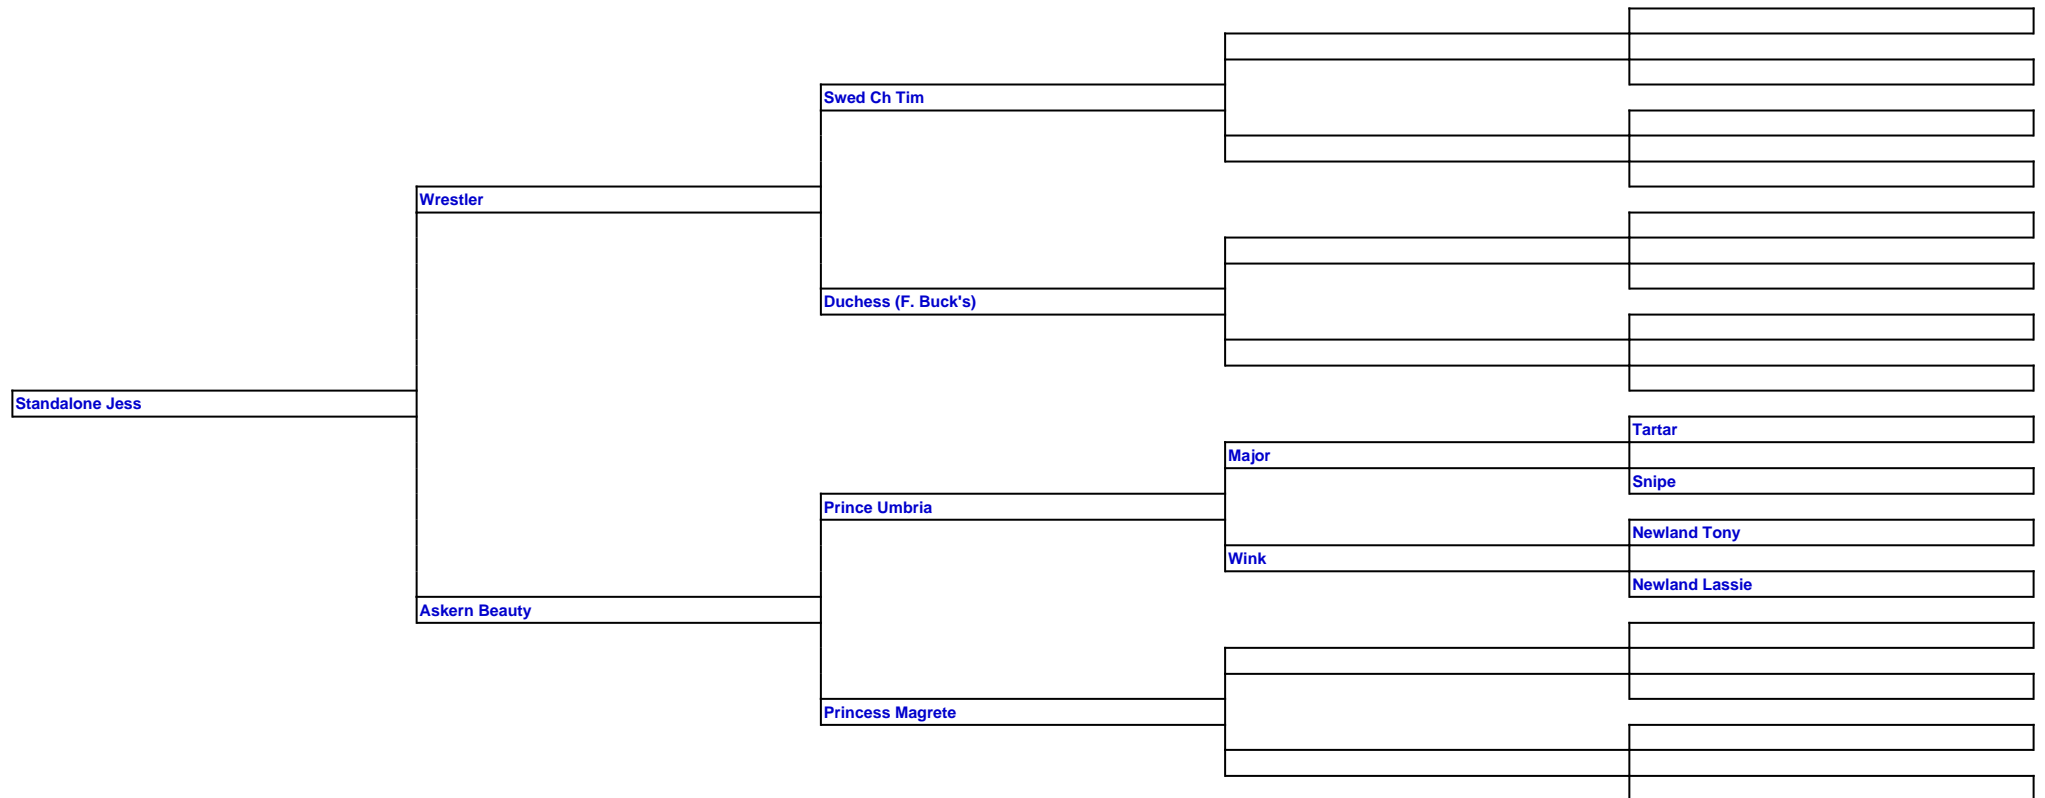 Swed Ch Tim
Wrestler
Duchess (F. Buck's)
Standalone Jess
Tartar
Major
Snipe
Prince Umbria
Newland Tony
Wink
Newland Lassie
Askern Beauty
Princess Magrete